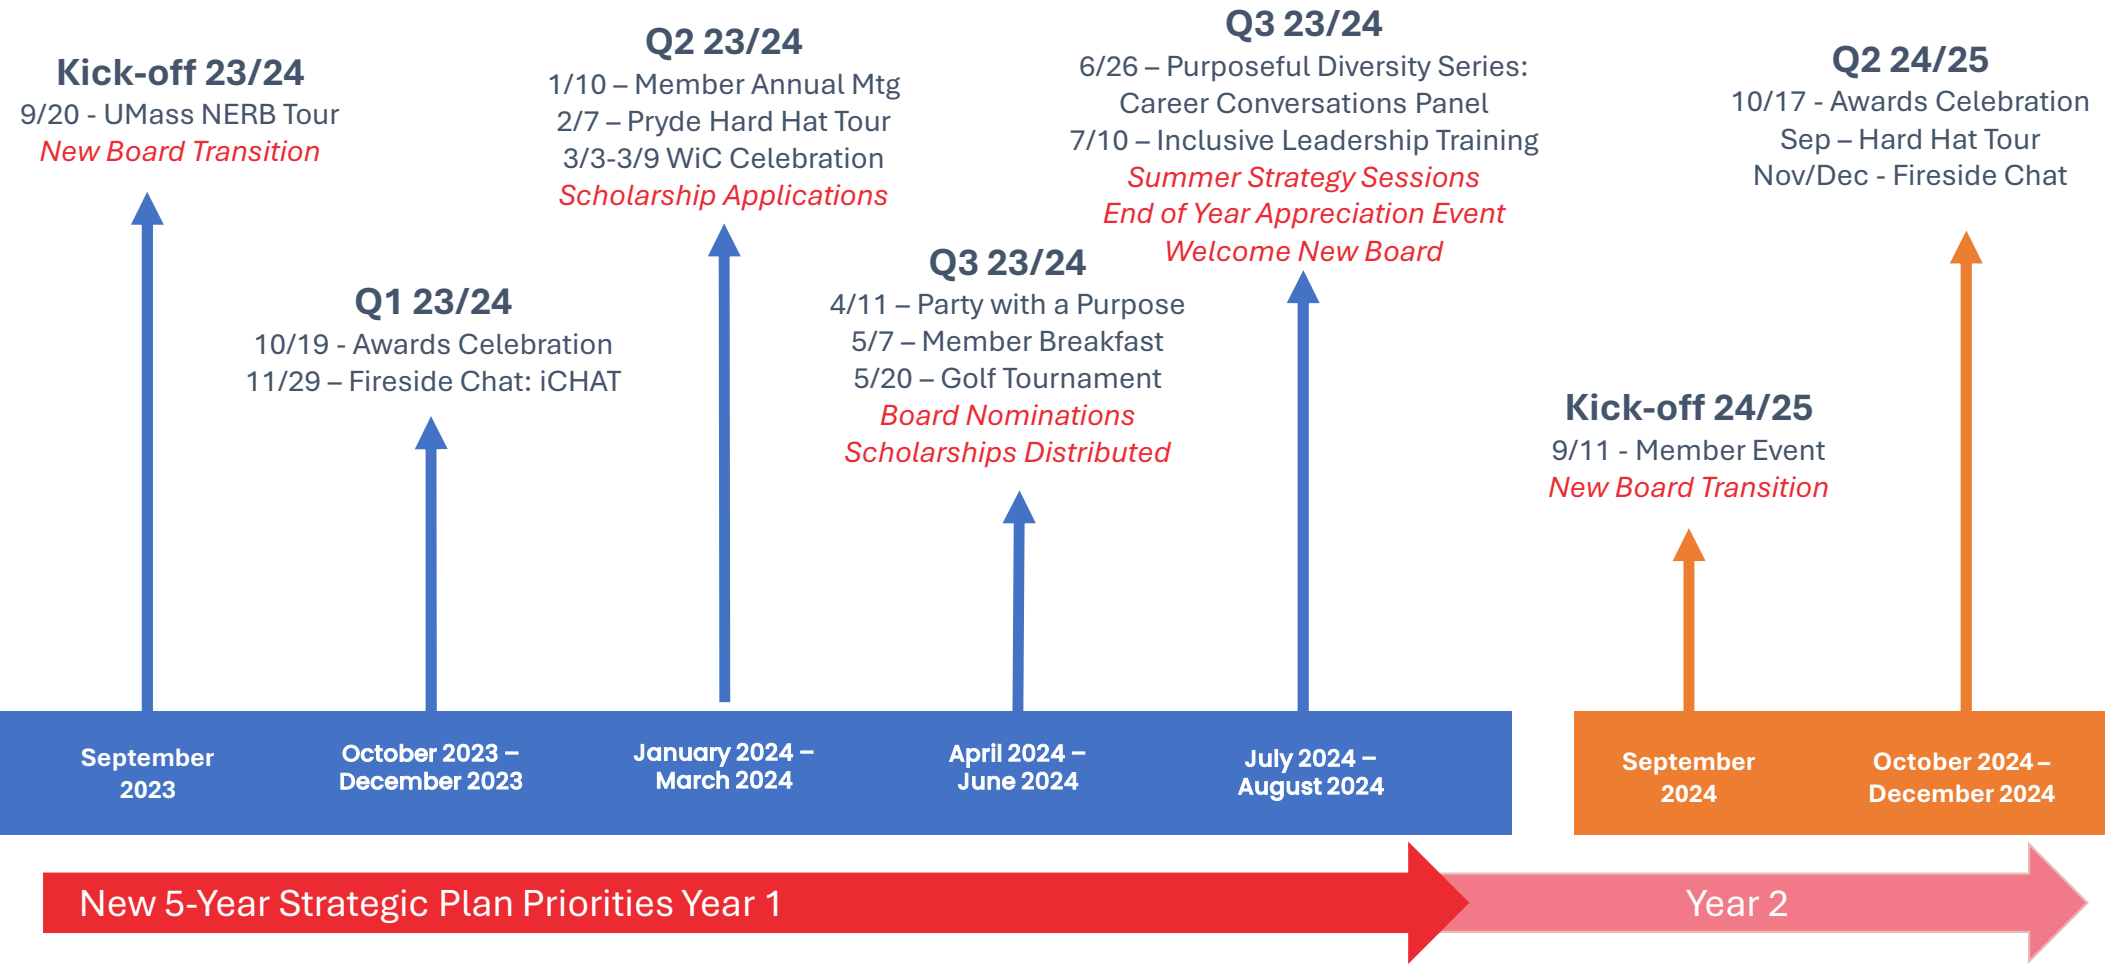 Kick-off 23/24
9/20 - UMass NERB Tour
New Board Transition
Q1 23/24
10/19 - Awards Celebration
11/29 – Fireside Chat: iCHAT
Q2 23/24
1/10 – Member Annual Mtg
2/7 – Pryde Hard Hat Tour
3/3-3/9 WiC Celebration
Scholarship Applications
Q3 23/24
4/11 – Party with a Purpose
5/7 – Member Breakfast
5/20 – Golf Tournament
Board Nominations
Scholarships Distributed
Q3 23/24
6/26 – Purposeful Diversity Series:
Career Conversations Panel
7/10 – Inclusive Leadership Training
Summer Strategy Sessions
End of Year Appreciation Event
Welcome New Board
Kick-off 24/25
9/11 - Member Event
New Board Transition
Q2 24/25
10/17 - Awards Celebration
Sep – Hard Hat Tour
Nov/Dec - Fireside Chat
September
2023
October 2023 –
December 2023
January 2024 –
March 2024
April 2024 –
June 2024
July 2024 –
August 2024
September
2024
October 2024 –
December 2024
New 5-Year Strategic Plan Priorities Year 1
Year 2